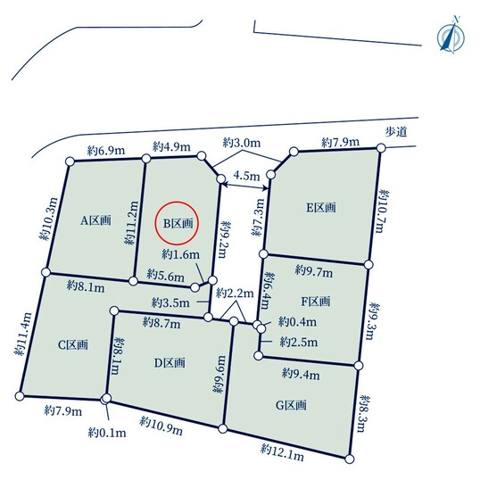 N
歩道
約6.9m
約4.9m
約3.0m
約7.9m
4.5m
約10.3m
A区画
約11.2m
B区画
約9.2m
約7.3m
E区画
約10.7m
約1.6m
約5.6m
約8.1m
約3.5m
約2.2m
約6.4m
約9.7m
F区画
約9.3m
約11.4m
C区画
約8.7m
約8.1m
D区画
約9.6m
約0.4m
約2.5m
約9.4m
G区画
約8.3m
約7.9m
約0.1m
約10.9m
約12.1m